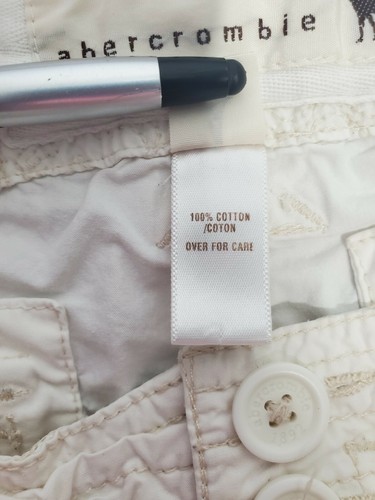 abercrombie
100% COTTON
/COTON
OVER FOR CARE